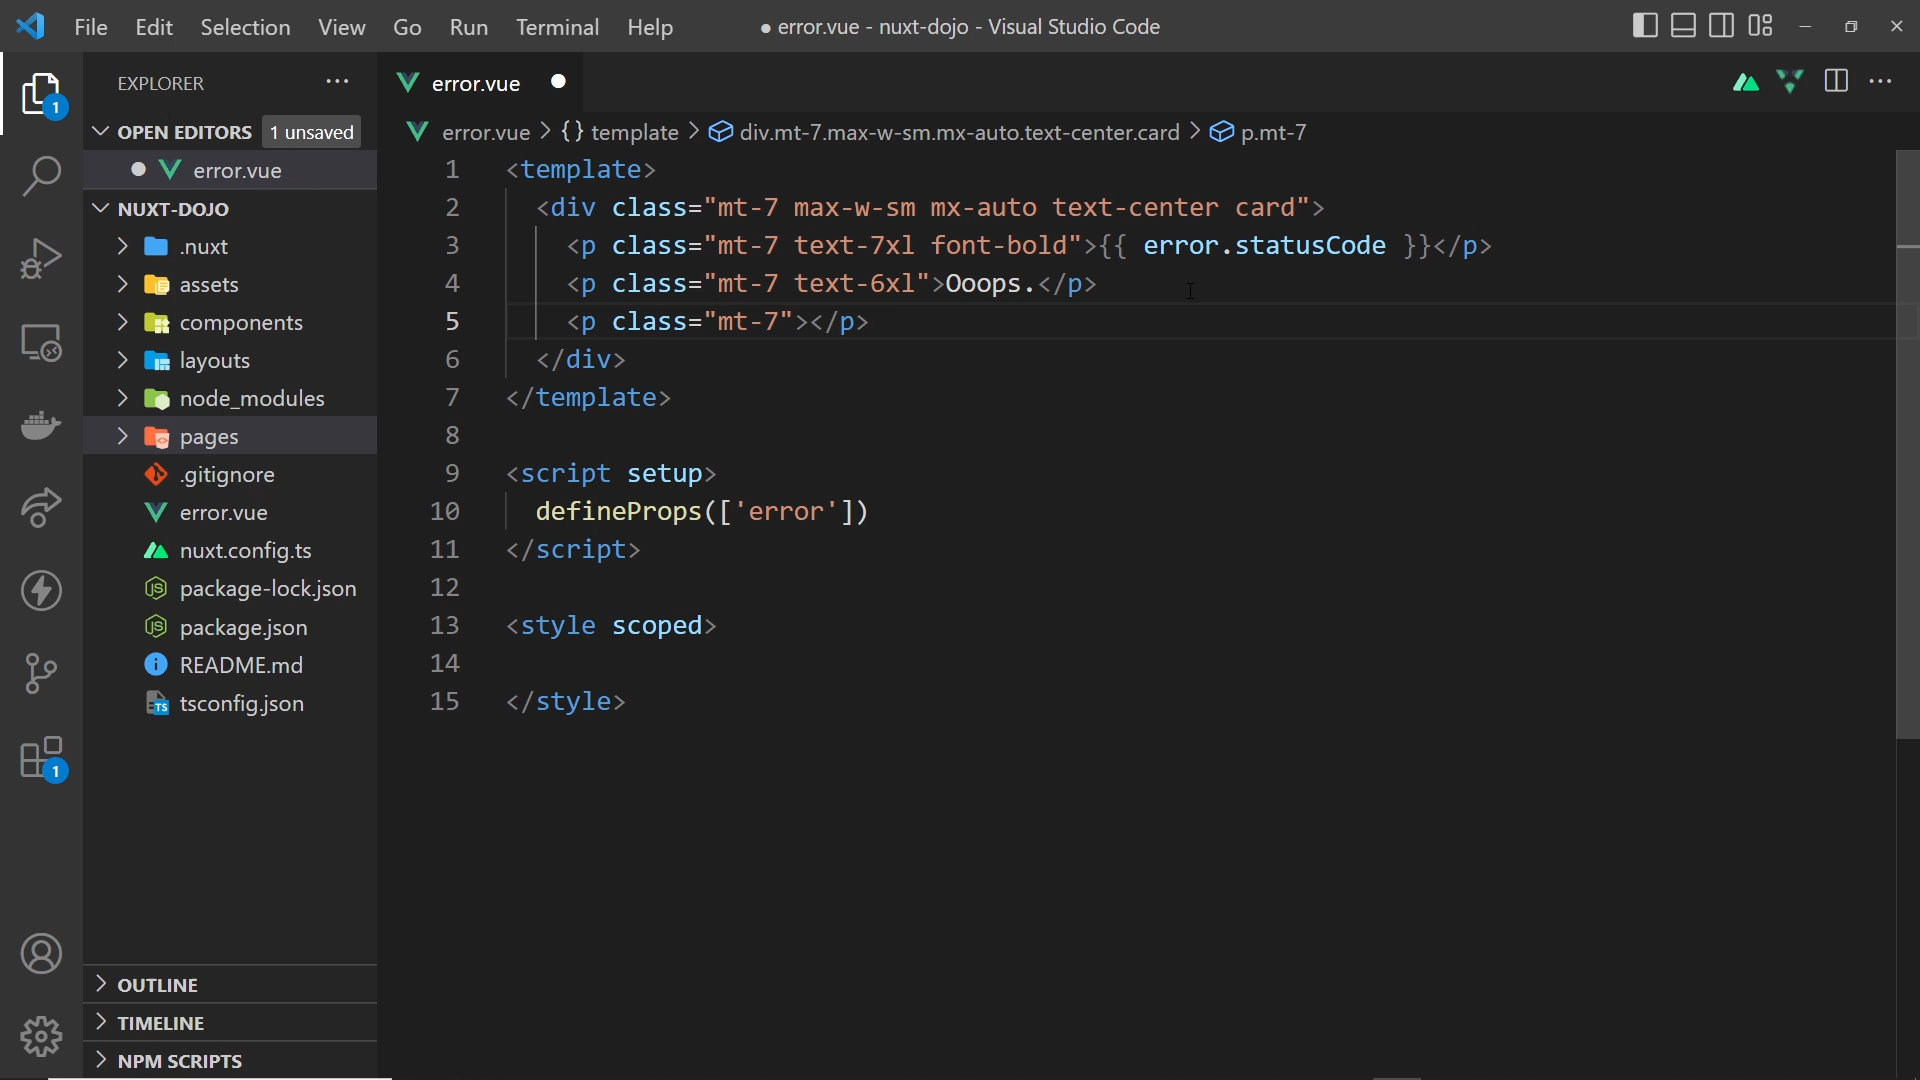 File Edit Selection View Go Run Terminal Help ● error.vue - nuxt-dojo - Visual Studio Code
EXPLORER
OPEN EDITORS 1 unsaved
error.vue
NUXT-DOJO
.nuxt
assets
components
layouts
node_modules
pages
.gitignore
error.vue
nuxt.config.ts
package-lock.json
package.json
README.md
tsconfig.json
OUTLINE
TIMELINE
NPM SCRIPTS
1
1
error.vue
error.vue > {} template > div.mt-7.max-w-sm.mx-auto.text-center.card > p.mt-7
1 <template>
2 <div class="mt-7 max-w-sm mx-auto text-center card">
3 <p class="mt-7 text-7xl font-bold">{{ error.statusCode }}</p>
4 <p class="mt-7 text-6xl">Ooops.</p>
5 <p class="mt-7"></p>
6 </div>
7 </template>
8
9 <script setup>
10 defineProps(['error'])
11 </script>
12
13 <style scoped>
14
15 </style>